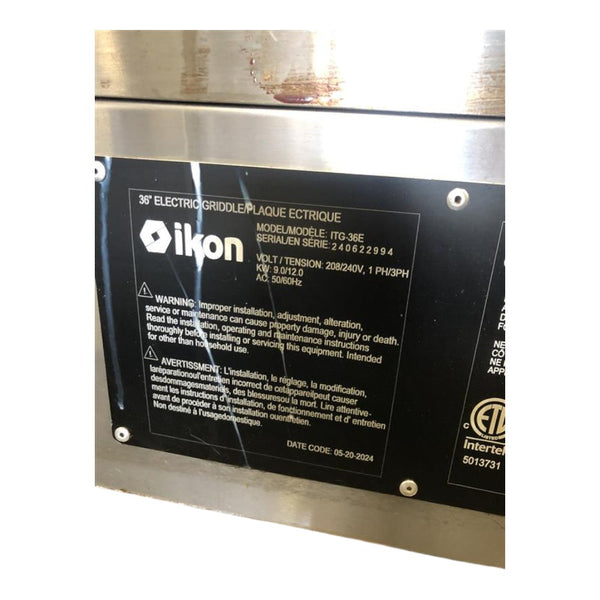 36" ELECTRIC GRIDDLE/PLAQUE ECTRIQUE
ikon
MODEL/MODÈLE: ITG-36E
SERIAL/EN SÉRIE: 240622994
VOLT / TENSION: 208/240V, 1 PH/3PH
KW: 9.0/12.0
AC: 50/60Hz
WARNING: Improper installation, adjustment, alteration,
service or maintenance can cause property damage, injury or death.
Read the installation, operating and maintenance instructions
thoroughly before installing or servicing this equipment. Intended
for other than household use.
AVERTISSEMENT: L'installation, le réglage, la modification,
laréparationoul'entretien incorrect de cetappareilpeut causer
desdommagesmatériels, des blessuresou la mort. Lire attentive-
ment les instructions d'installation, de fonctionnement et d' entretien
avant de procéder à son installation ouentretien.
Non destiné à l'usagedomestique.
DATE CODE: 05-20-2024
C
ETL
LISTED
Intertek
5013731